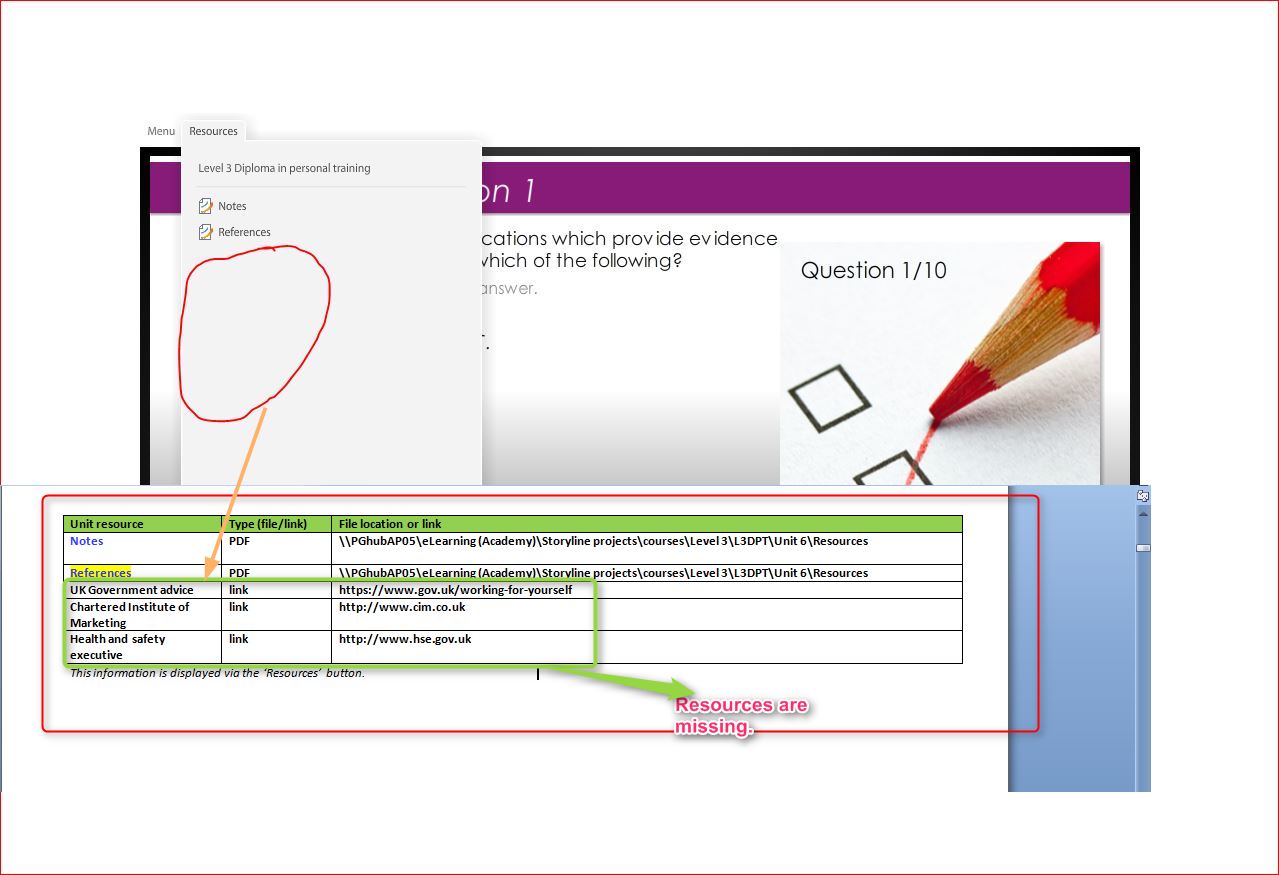 Menu Resources
Level 3 Diploma in personal training
Notes
References
on 1
cations which provide evidence
which of the following?
answer.
Question 1/10
Unit resource Type (file/link) File location or link
Notes PDF \\PGhubAP05\eLearning (Academy)\Storyline projects\courses\Level 3\L3DPT\Unit 6\Resources
References PDF \\PGhubAP05\eLearning (Academy)\Storyline projects\courses\Level 3\L3DPT\Unit 6\Resources
UK Government advice link https://www.gov.uk/working-for-yourself
Chartered Institute of link http://www.cim.co.uk
Marketing
Health and safety link http://www.hse.gov.uk
executive
This information is displayed via the ‘Resources’ button.
Resources are
missing.